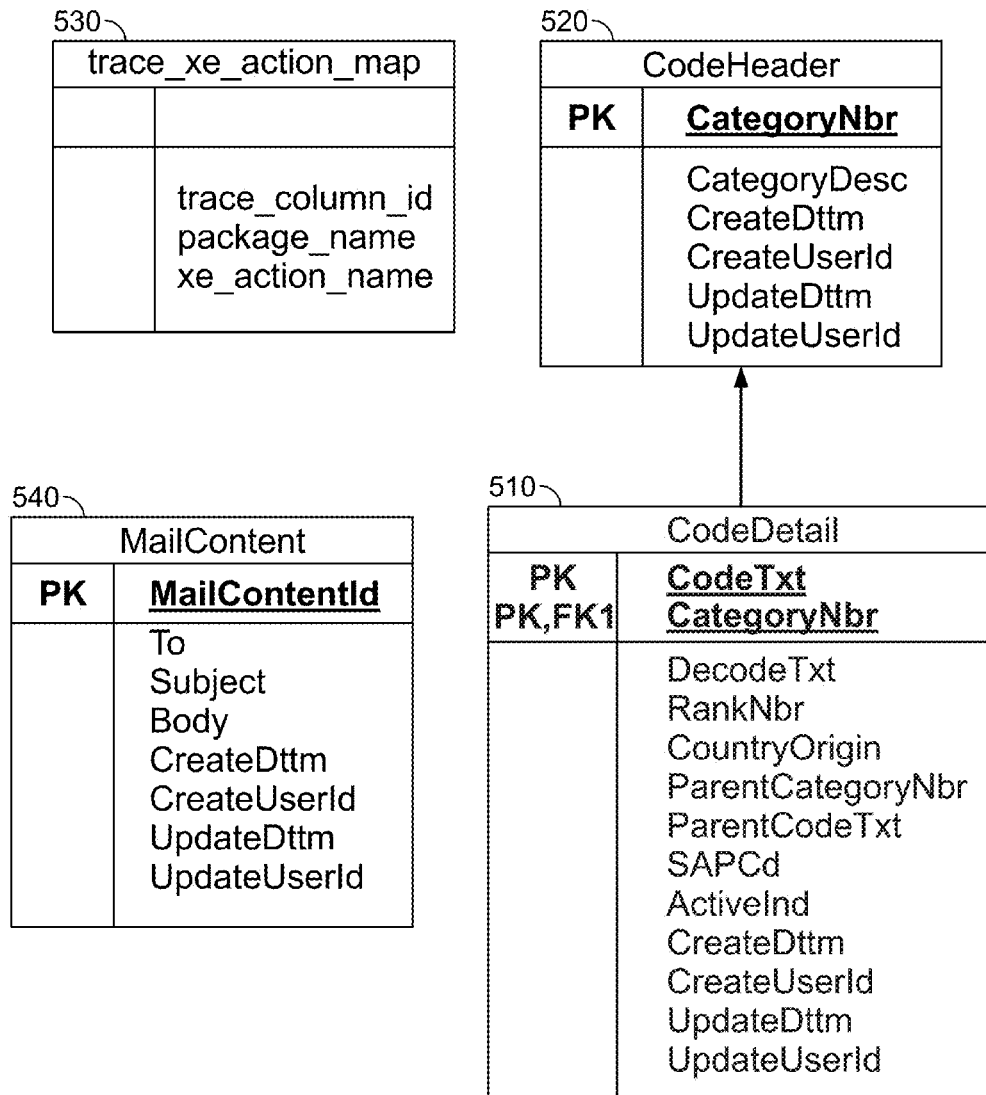 530
trace_xe_action_map
trace_column_id
package_name
xe_action_name
520
CodeHeader
PK CategoryNbr
CategoryDesc
CreateDttm
CreateUserId
UpdateDttm
UpdateUserId
540
MailContent
PK MailContentId
To
Subject
Body
CreateDttm
CreateUserId
UpdateDttm
UpdateUserId
510
CodeDetail
PK CodeTxt
PK,FK1 CategoryNbr
DecodeTxt
RankNbr
CountryOrigin
ParentCategoryNbr
ParentCodeTxt
SAPCd
ActiveInd
CreateDttm
CreateUserId
UpdateDttm
UpdateUserId